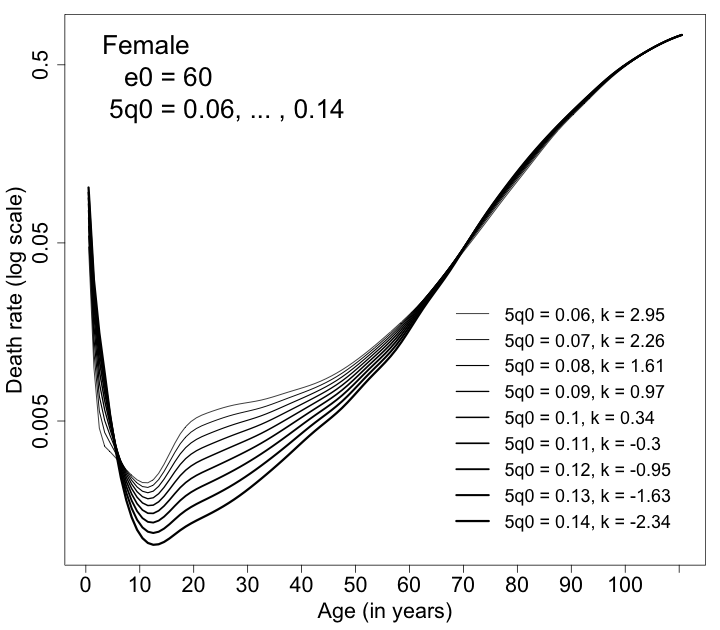 Female
e0 = 60
5q0 = 0.06, ... , 0.14
0.5
0.05
0.005
Death rate (log scale)
5q0 = 0.06, k = 2.95
5q0 = 0.07, k = 2.26
5q0 = 0.08, k = 1.61
5q0 = 0.09, k = 0.97
5q0 = 0.1, k = 0.34
5q0 = 0.11, k = -0.3
5q0 = 0.12, k = -0.95
5q0 = 0.13, k = -1.63
5q0 = 0.14, k = -2.34
0 10 20 30 40 50 60 70 80 90 100
Age (in years)